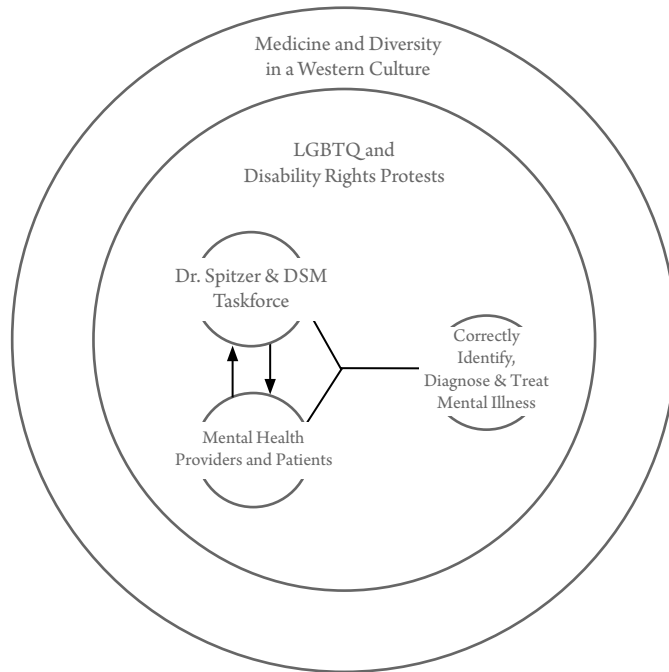 Medicine and Diversity
in a Western Culture
LGBTQ and
Disability Rights Protests
Dr. Spitzer & DSM
Taskforce
Correctly
Identify,
Diagnose & Treat
Mental Illness
Mental Health
Providers and Patients